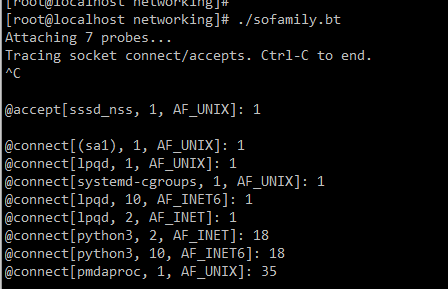 [root@localhost networking]#
[root@localhost networking]# ./sofamily.bt
Attaching 7 probes...
Tracing socket connect/accepts. Ctrl-C to end.
^C
@accept[sssd_nss, 1, AF_UNIX]: 1
@connect[(sa1), 1, AF_UNIX]: 1
@connect[lpqd, 1, AF_UNIX]: 1
@connect[systemd-cgroups, 1, AF_UNIX]: 1
@connect[lpqd, 10, AF_INET6]: 1
@connect[lpqd, 2, AF_INET]: 1
@connect[python3, 2, AF_INET]: 18
@connect[python3, 10, AF_INET6]: 18
@connect[pmdaproc, 1, AF_UNIX]: 35